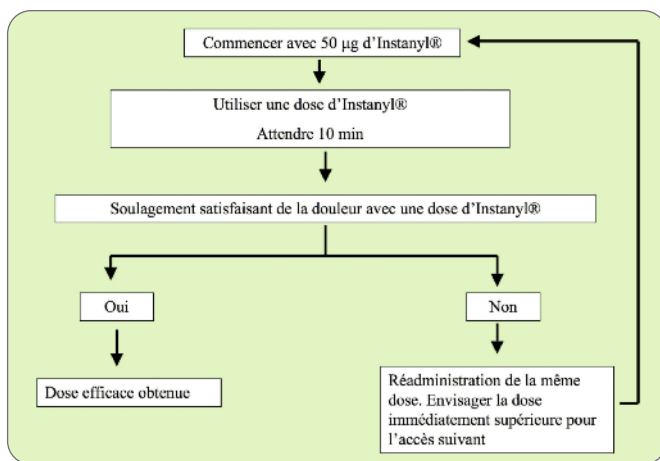 Commencer avec 50 µg d’Instanyl®
Utiliser une dose d’Instanyl®
Attendre 10 min
Soulagement satisfaisant de la douleur avec une dose d’Instanyl®
Oui
Non
Dose efficace obtenue
Réadministration de la même
dose. Envisager la dose
immédiatement supérieure pour
l’accès suivant